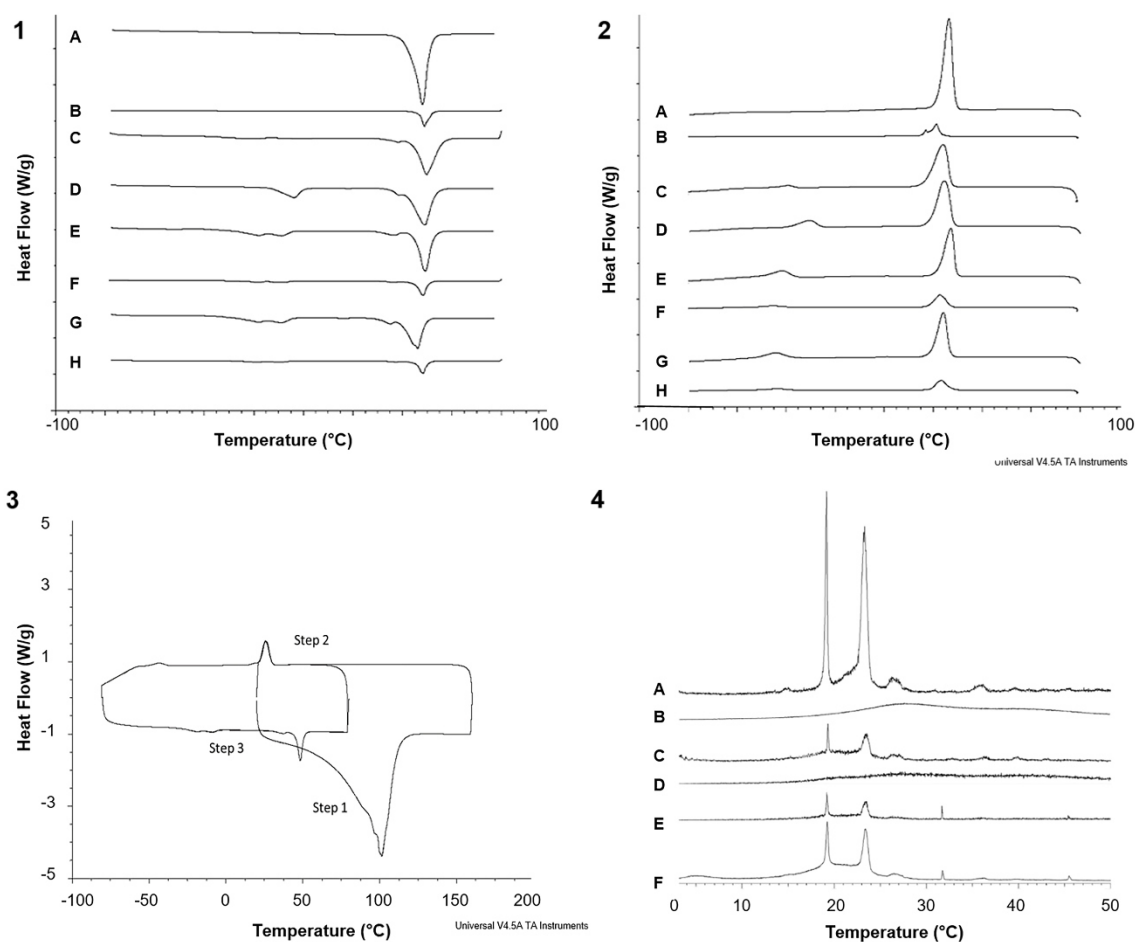 1
A
B
C
D
E
F
G
H
Heat Flow (W/g)
-100
100
Temperature (°C)
2
A
B
C
D
E
F
G
H
Heat Flow (W/g)
-100
100
Temperature (°C)
Universal V4.5A TA Instruments
3
5
3
1
-1
-3
-5
Heat Flow (W/g)
Step 2
Step 3
Step 1
-100
-50
0
50
100
150
200
Temperature (°C)
Universal V4.5A TA Instruments
4
A
B
C
D
E
F
0
10
20
30
40
50
Temperature (°C)